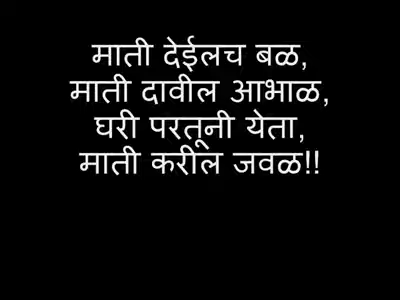 माती देईलच बळ,
माती दावील आभाळ,
घरी परतूनी येता,
माती करील जवळ!!